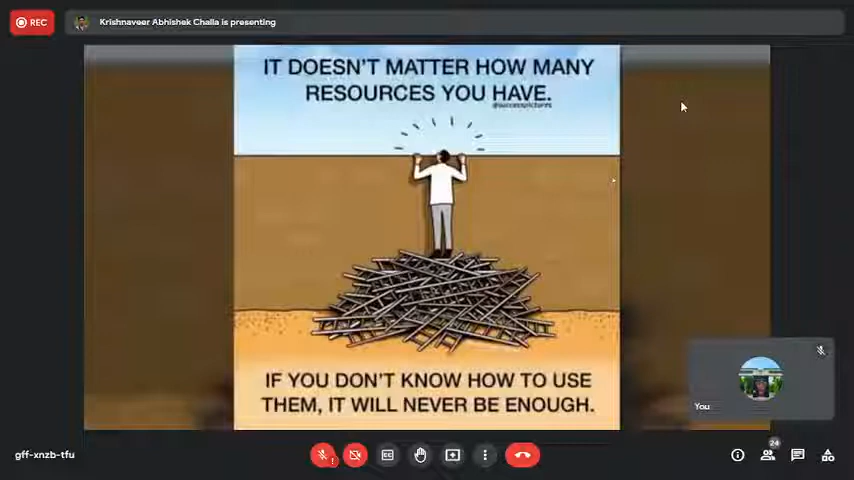 REC
Krishnaveer Abhishek Challa is presenting
IT DOESN'T MATTER HOW MANY
RESOURCES YOU HAVE.
@successpictures
IF YOU DON'T KNOW HOW TO USE
THEM, IT WILL NEVER BE ENOUGH.
You
gff-xnzb-tfu
24